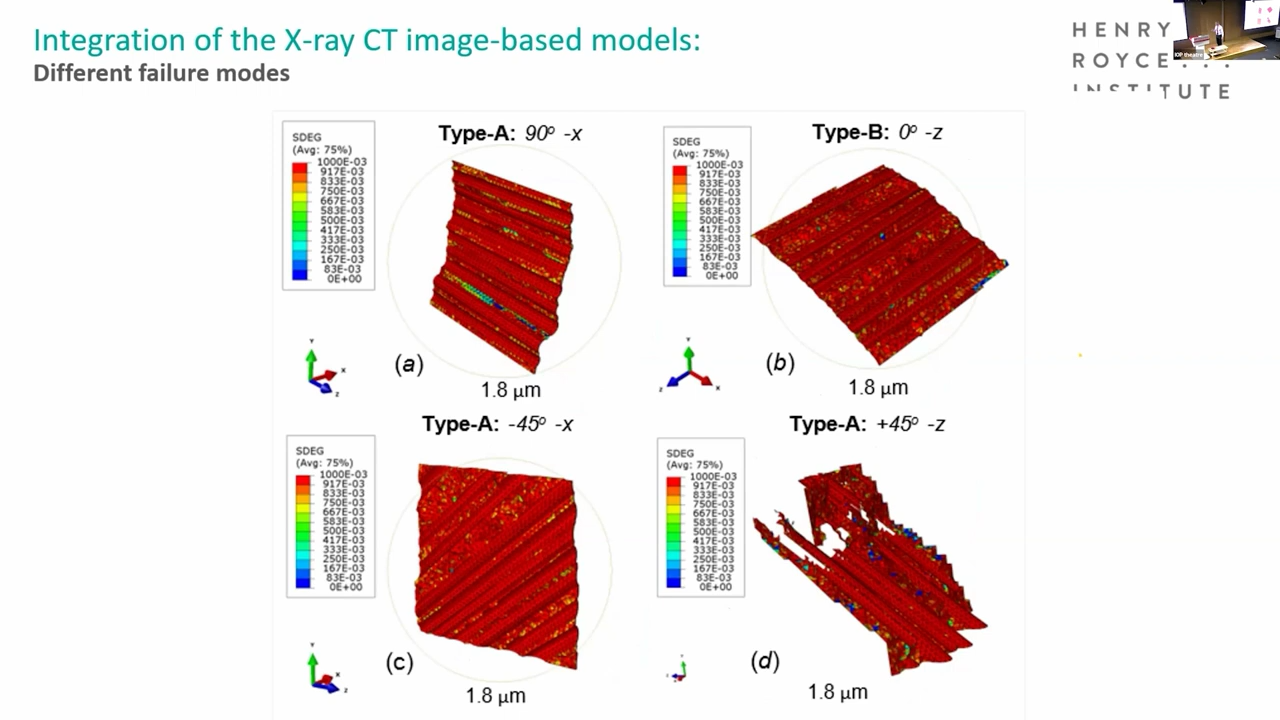 Integration of the X-ray CT image-based models:
Different failure modes
HENRY
ROYCE . . .
INSTITUTE
IOP theatre
Type-A: 90º -x
SDEG
(Avg: 75%)
1000E-03
917E-03
833E-03
750E-03
667E-03
583E-03
500E-03
417E-03
333E-03
250E-03
167E-03
83E-03
0E+00
Y
X
Z
(a)
1.8 µm
Type-B: 0º -z
SDEG
(Avg: 75%)
1000E-03
917E-03
833E-03
750E-03
667E-03
583E-03
500E-03
417E-03
333E-03
250E-03
167E-03
83E-03
0E+00
Y
Z
X
(b)
1.8 µm
Type-A: -45º -x
SDEG
(Avg: 75%)
1000E-03
917E-03
833E-03
750E-03
667E-03
583E-03
500E-03
417E-03
333E-03
250E-03
167E-03
83E-03
0E+00
Y
X
Z
(c)
1.8 µm
Type-A: +45º -z
SDEG
(Avg: 75%)
1000E-03
917E-03
833E-03
750E-03
667E-03
583E-03
500E-03
417E-03
333E-03
250E-03
167E-03
83E-03
0E+00
(d)
1.8 µm